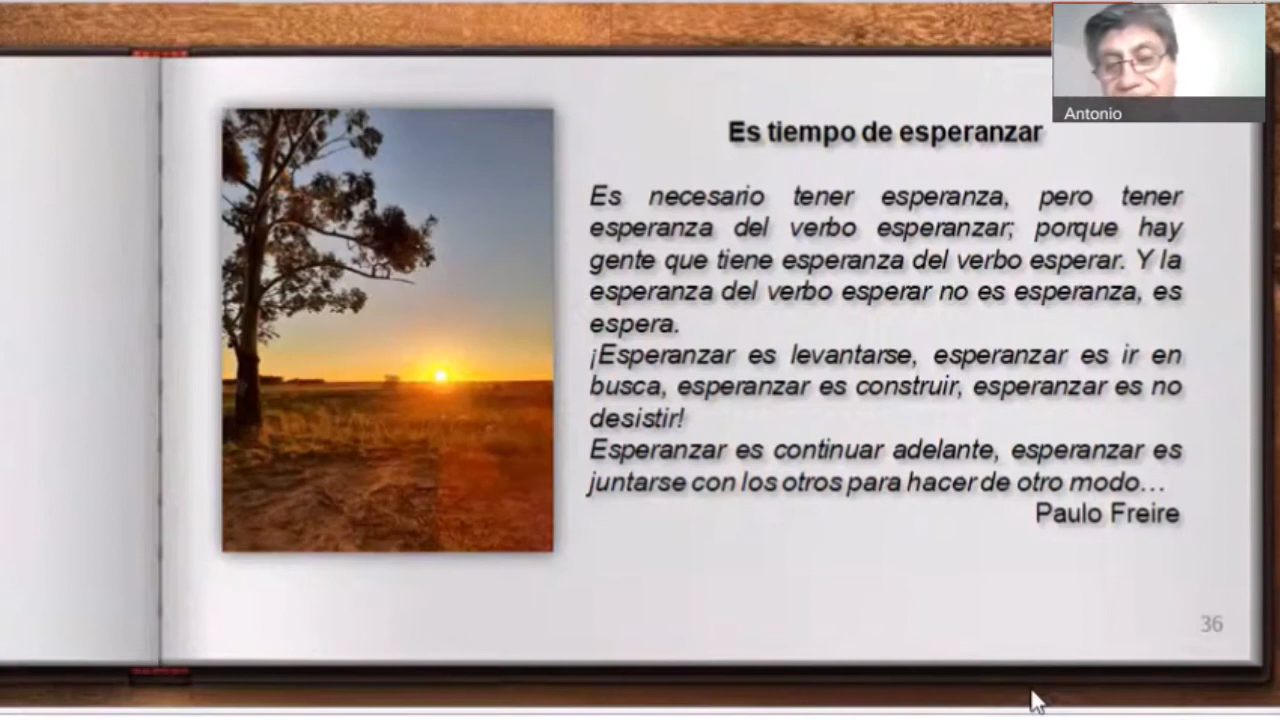 Antonio
Es tiempo de esperanzar
Es necesario tener esperanza, pero tener
esperanza del verbo esperanzar; porque hay
gente que tiene esperanza del verbo esperar. Y la
esperanza del verbo esperar no es esperanza, es
espera.
¡Esperanzar es levantarse, esperanzar es ir en
busca, esperanzar es construir, esperanzar es no
desistir!
Esperanzar es continuar adelante, esperanzar es
juntarse con los otros para hacer de otro modo…
Paulo Freire
36